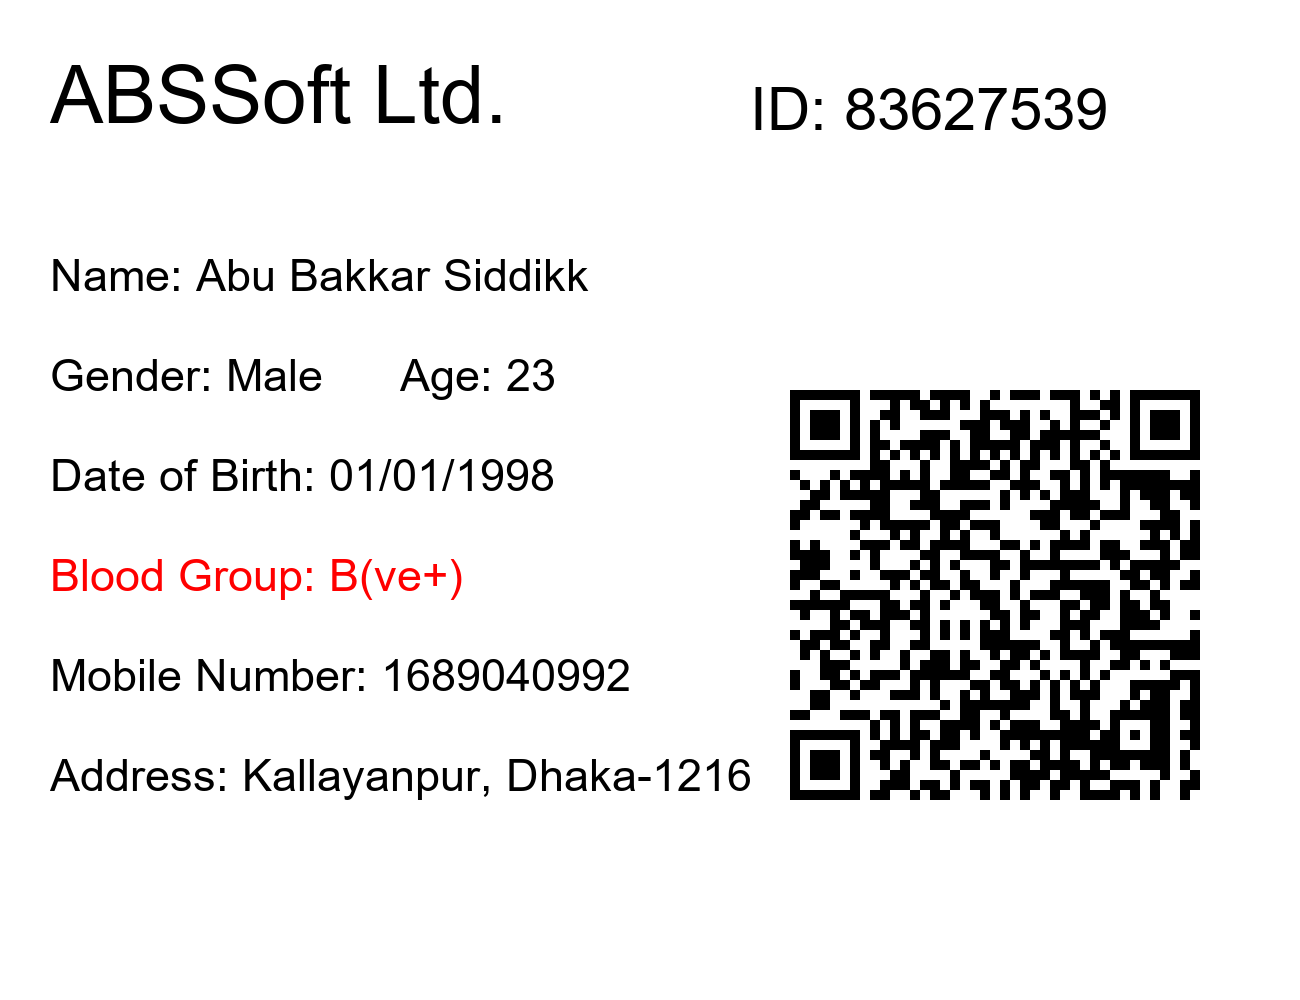 ABSSoft Ltd. ID: 83627539
Name: Abu Bakkar Siddikk
Gender: Male Age: 23
Date of Birth: 01/01/1998
Blood Group: B(ve+)
Mobile Number: 1689040992
Address: Kallayanpur, Dhaka-1216